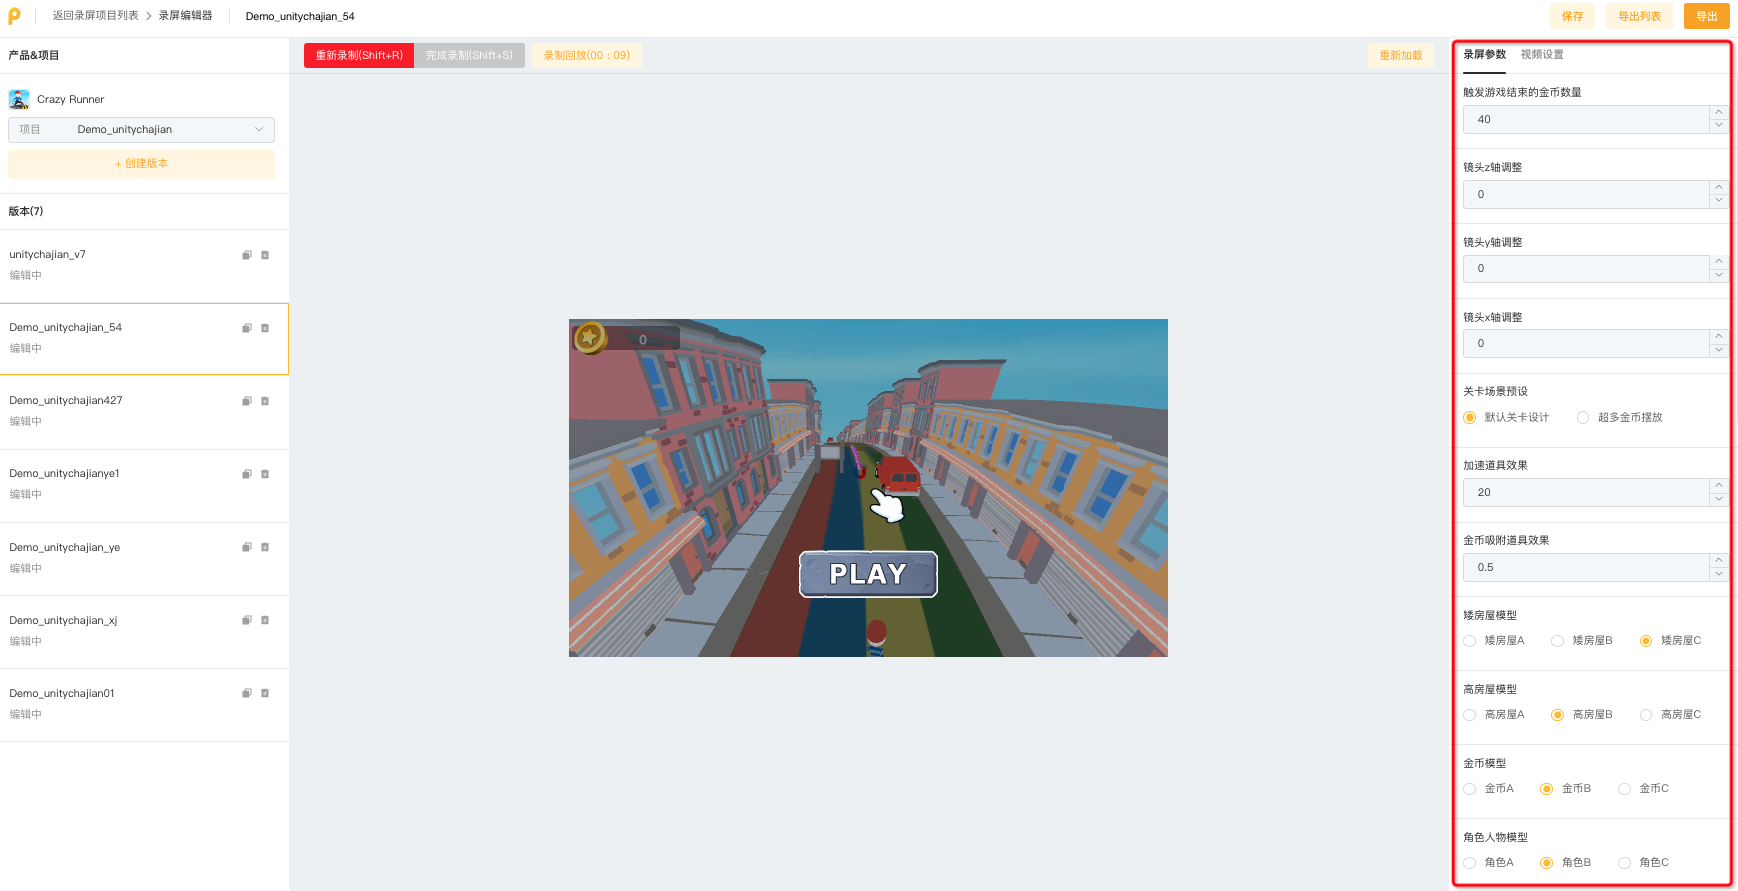 返回录屏项目列表 > 录屏编辑器 Demo_unitychajian_54
保存 导出列表 导出
产品&项目
Crazy Runner
项目 Demo_unitychajian
+ 创建版本
版本(7)
unitychajian_v7
编辑中
Demo_unitychajian_54
编辑中
Demo_unitychajian427
编辑中
Demo_unitychajianye1
编辑中
Demo_unitychajian_ye
编辑中
Demo_unitychajian_xj
编辑中
Demo_unitychajian01
编辑中
重新录制(Shift+R) 完成录制(Shift+S) 录制回放(00：09) 重新加载
0
PLAY
录屏参数 视频设置
触发游戏结束的金币数量
40
镜头z轴调整
0
镜头y轴调整
0
镜头x轴调整
0
关卡场景预设
默认关卡设计 超多金币摆放
加速道具效果
20
金币吸附道具效果
0.5
矮房屋模型
矮房屋A 矮房屋B 矮房屋C
高房屋模型
高房屋A 高房屋B 高房屋C
金币模型
金币A 金币B 金币C
角色人物模型
角色A 角色B 角色C